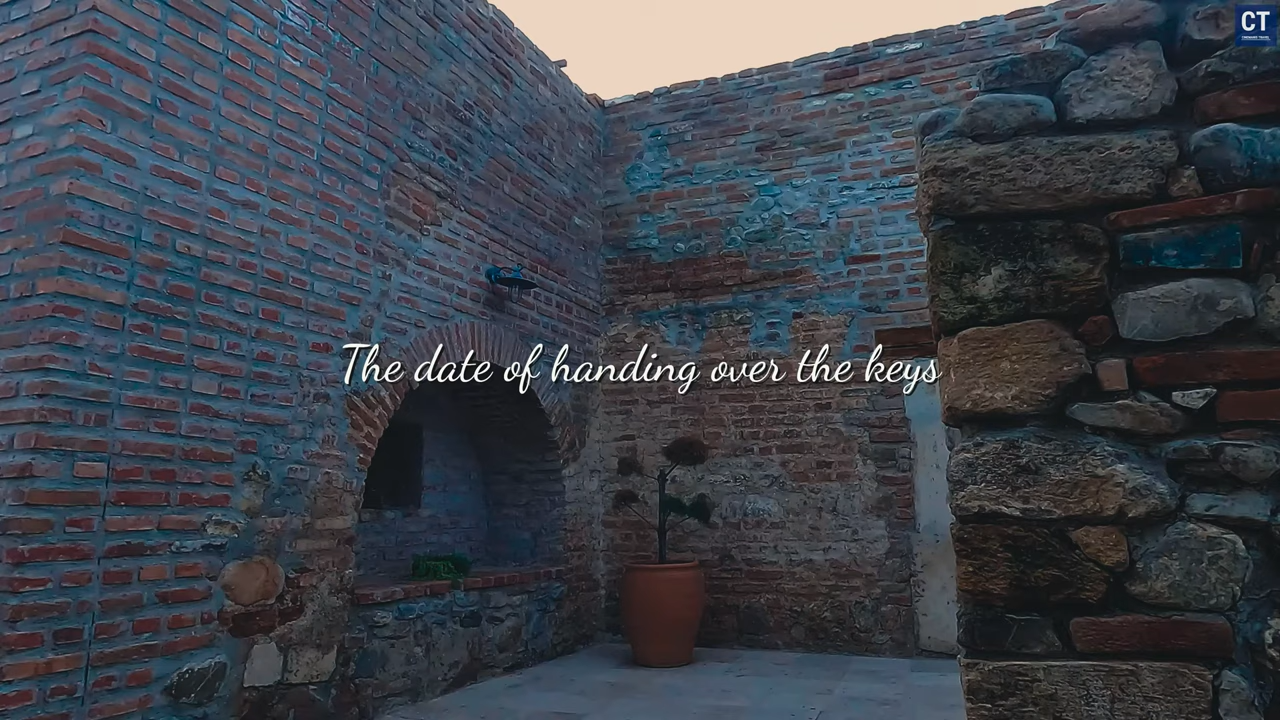 CT
The date of handing over the keys